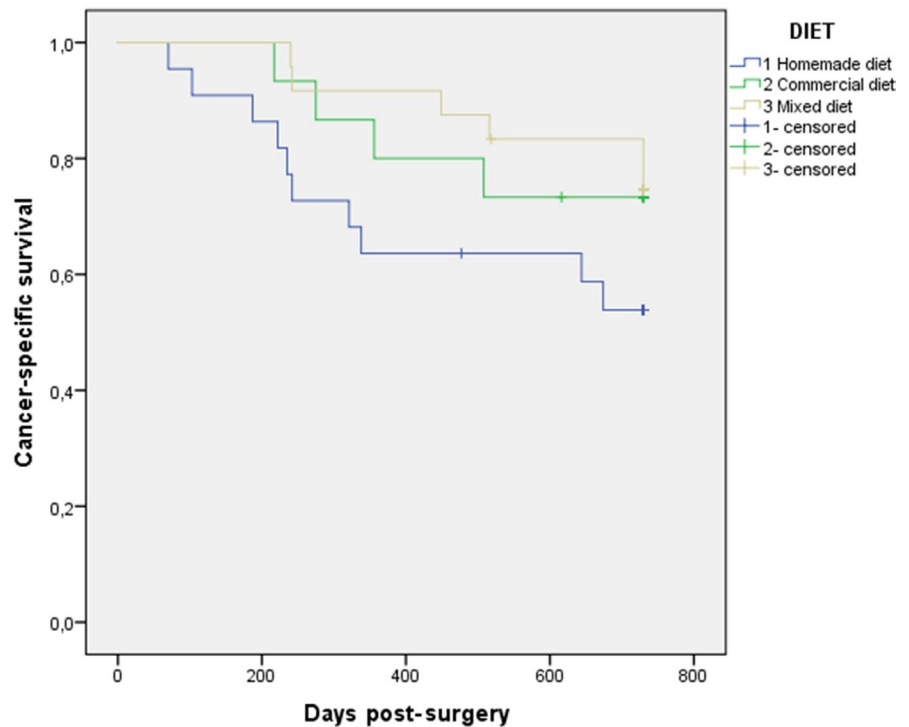 DIET
1 Homemade diet
2 Commercial diet
3 Mixed diet
1- censored
2- censored
3- censored
Cancer-specific survival
1,0
0,8
0,6
0,4
0,2
0,0
0 200 400 600 800
Days post-surgery